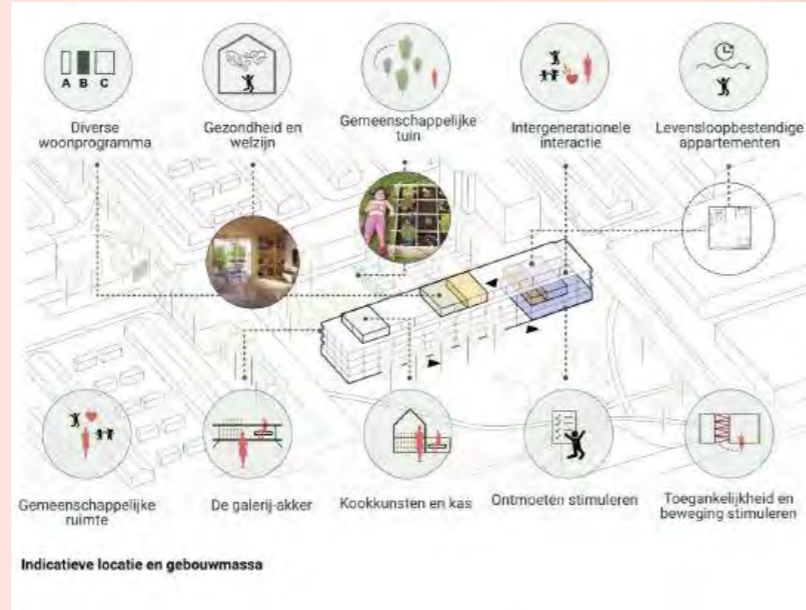 A B C
Diverse
woonprogramma
Gezondheid en
welzijn
Gemeenschappelijke
tuin
Intergenerationele
interactie
Levensloopbestendige
appartementen
Gemeenschappelijke
ruimte
De galerij-akker
Kookkunsten en kas
Ontmoeten stimuleren
Toegankelijkheid en
beweging stimuleren
Indicatieve locatie en gebouwmassa